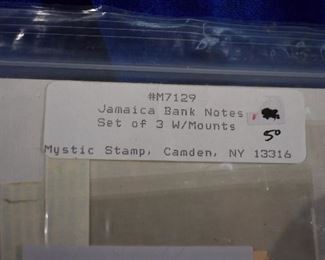 #M7129
Jamaica Bank Notes
Set of 3 W/Mounts
50
Mystic Stamp, Camden, NY 13316